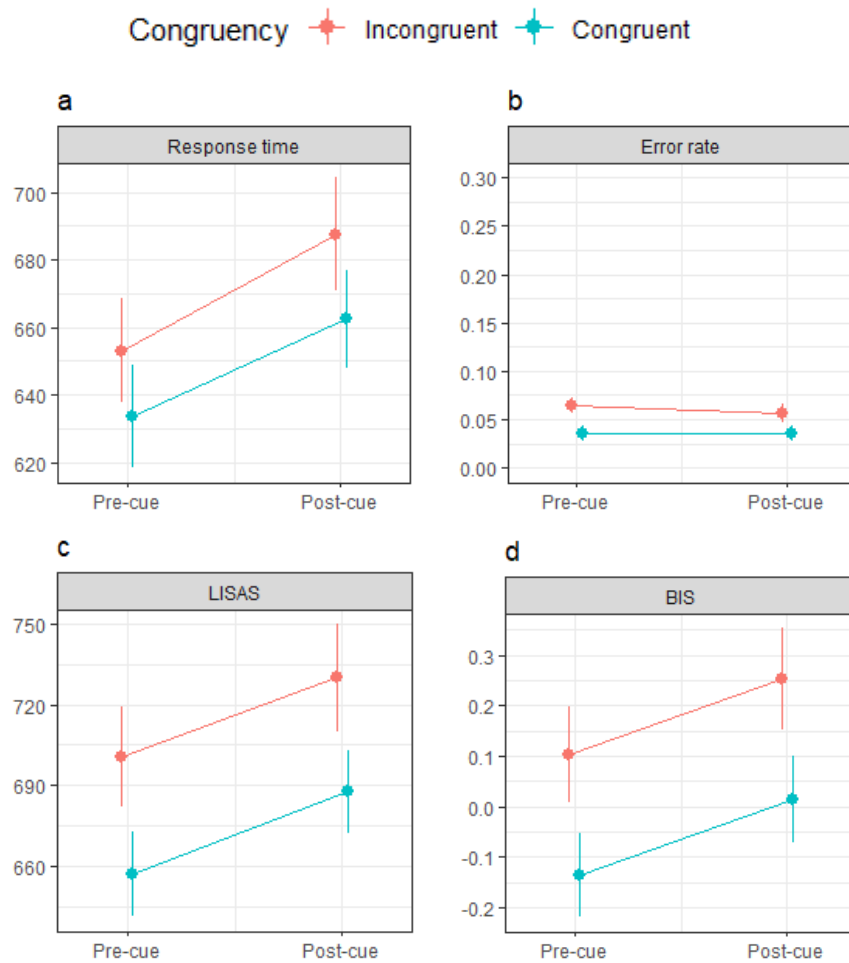 Congruency Incongruent Congruent
a
Response time
700
680
660
640
620
Pre-cue Post-cue
b
Error rate
0.30
0.25
0.20
0.15
0.10
0.05
0.00
Pre-cue Post-cue
c
LISAS
750
720
690
660
Pre-cue Post-cue
d
BIS
0.3
0.2
0.1
0.0
-0.1
-0.2
Pre-cue Post-cue